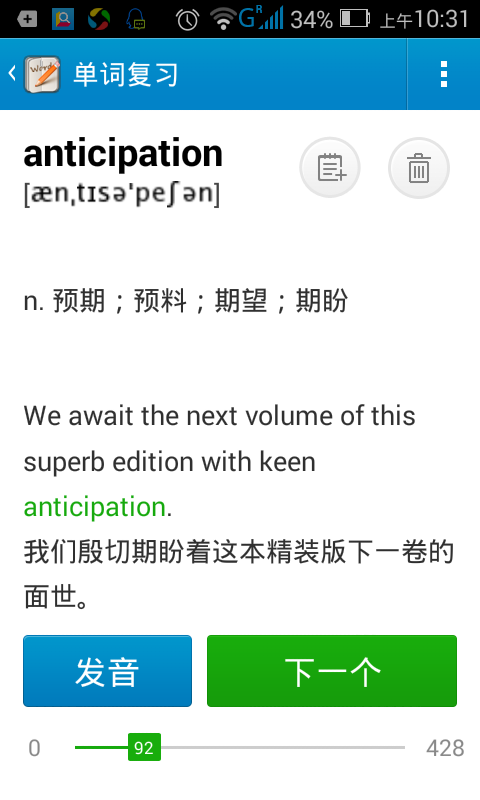 G R 34% 上午10:31
Words 单词复习
anticipation
[ænˌtɪsəˈpeʃən]
n. 预期；预料；期望；期盼
We await the next volume of this
superb edition with keen
anticipation.
我们殷切期盼着这本精装版下一卷的
面世。
发音 下一个
0 92 428